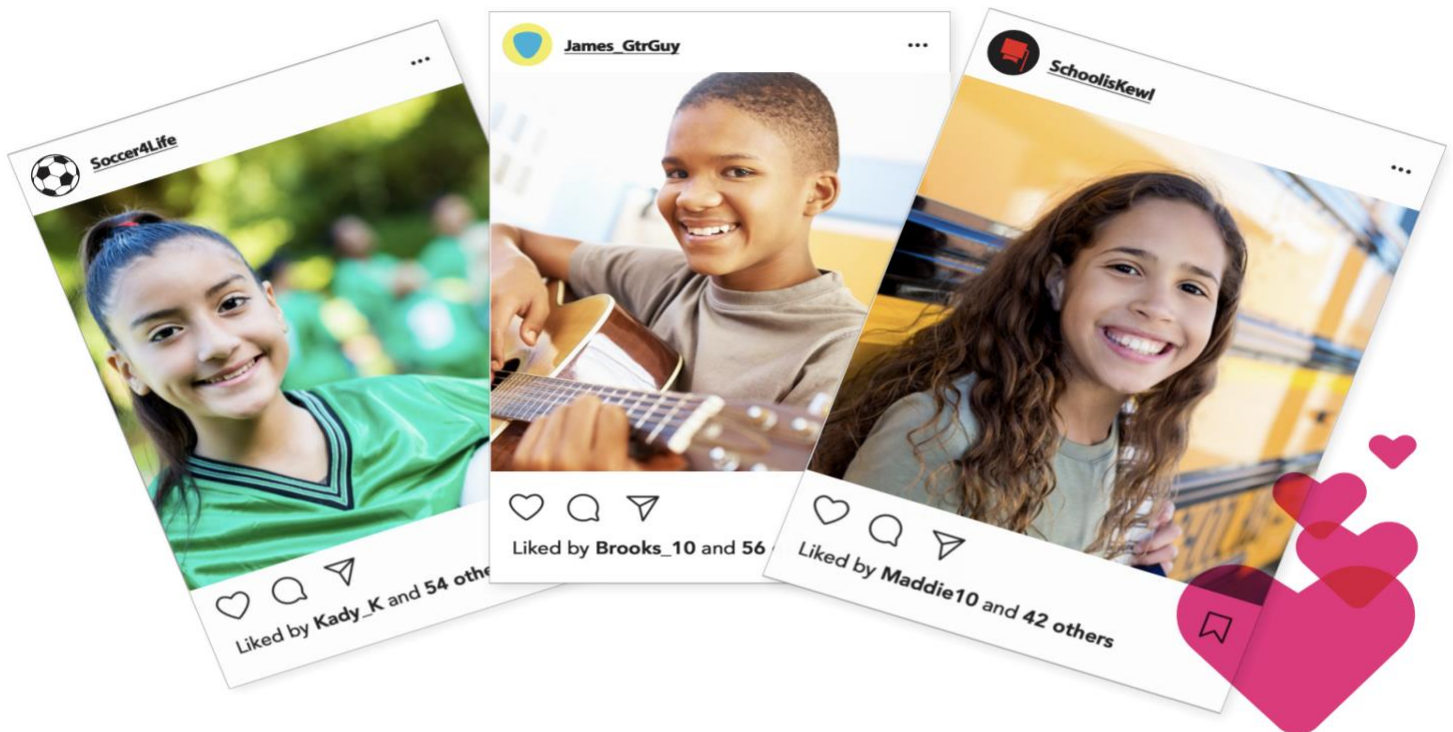 Soccer4Life
Liked by Kady_K and 54 othe
James_GtrGuy
Liked by Brooks_10 and 56
SchoolisKewl
Liked by Maddie10 and 42 others